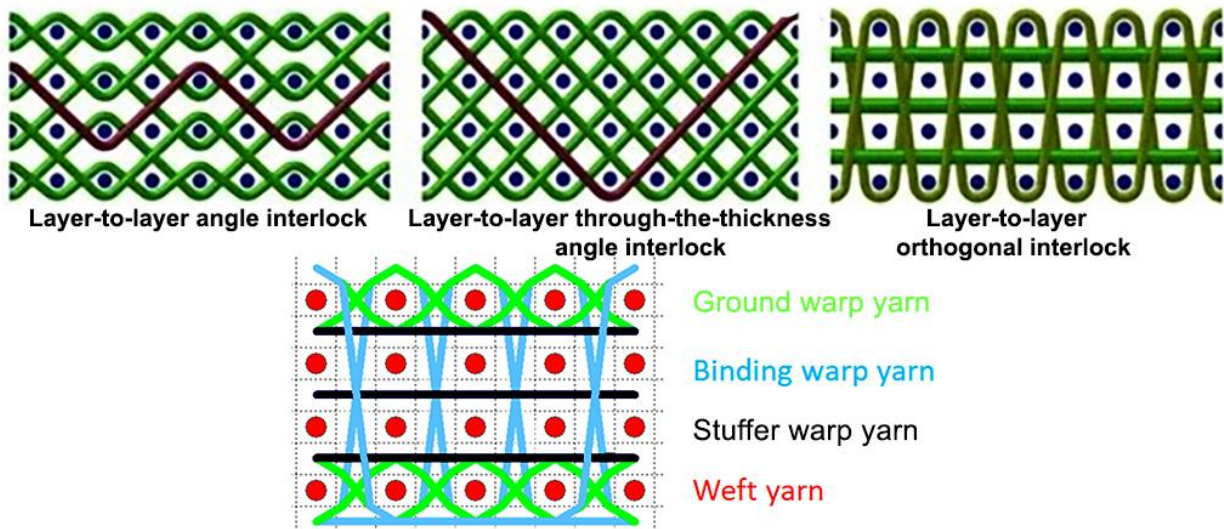 Layer-to-layer angle interlock
Layer-to-layer through-the-thickness
angle interlock
Layer-to-layer
orthogonal interlock
Ground warp yarn
Binding warp yarn
Stuffer warp yarn
Weft yarn